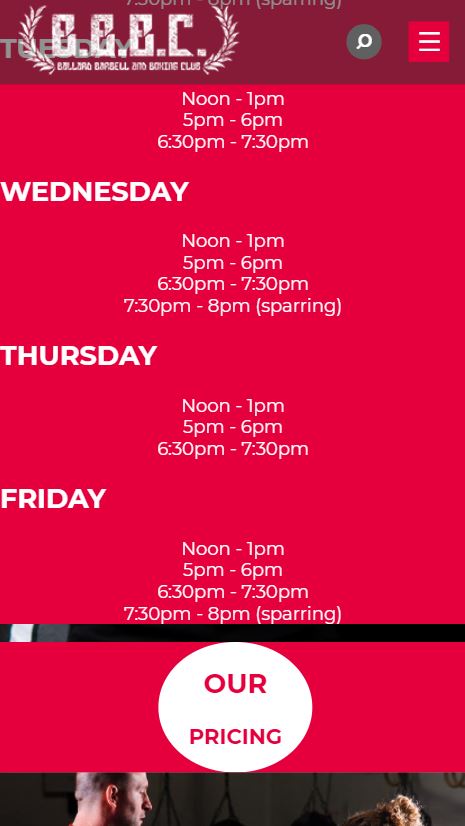 7:30pm - 8pm (sparring)
TUESDAY
B.B.B.C.
BALLARD BARBELL AND BOXING CLUB
Noon - 1pm
5pm - 6pm
6:30pm - 7:30pm
WEDNESDAY
Noon - 1pm
5pm - 6pm
6:30pm - 7:30pm
7:30pm - 8pm (sparring)
THURSDAY
Noon - 1pm
5pm - 6pm
6:30pm - 7:30pm
FRIDAY
Noon - 1pm
5pm - 6pm
6:30pm - 7:30pm
7:30pm - 8pm (sparring)
OUR
PRICING